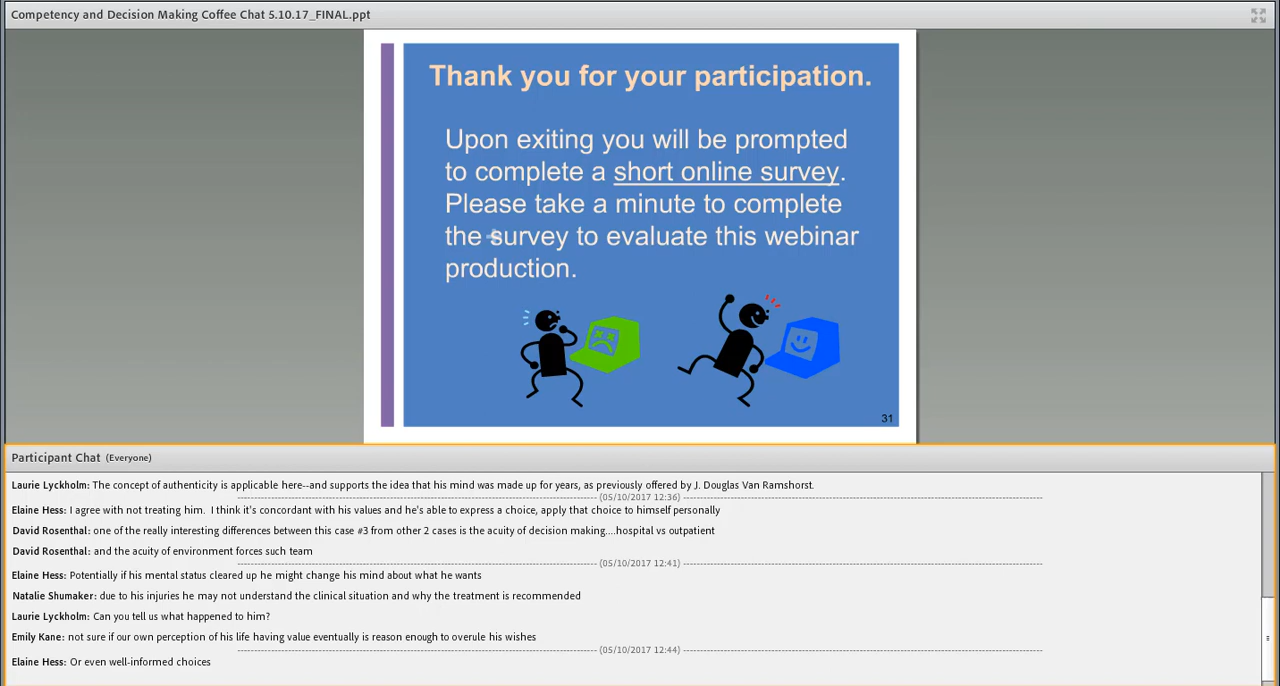 Competency and Decision Making Coffee Chat 5.10.17_FINAL.ppt
Thank you for your participation.
Upon exiting you will be prompted
to complete a short online survey.
Please take a minute to complete
the survey to evaluate this webinar
production.
31
Participant Chat (Everyone)
Laurie Lyckholm: The concept of authenticity is applicable here--and supports the idea that his mind was made up for years, as previously offered by J. Douglas Van Ramshorst.
(05/10/2017 12:36)
Elaine Hess: I agree with not treating him.  I think it's concordant with his values and he's able to express a choice, apply that choice to himself personally
David Rosenthal: one of the really interesting differences between this case #3 from other 2 cases is the acuity of decision making....hospital vs outpatient
David Rosenthal: and the acuity of environment forces such team
(05/10/2017 12:41)
Elaine Hess: Potentially if his mental status cleared up he might change his mind about what he wants
Natalie Shumaker: due to his injuries he may not understand the clinical situation and why the treatment is recommended
Laurie Lyckholm: Can you tell us what happened to him?
Emily Kane: not sure if our own perception of his life having value eventually is reason enough to overule his wishes
(05/10/2017 12:44)
Elaine Hess: Or even well-informed choices